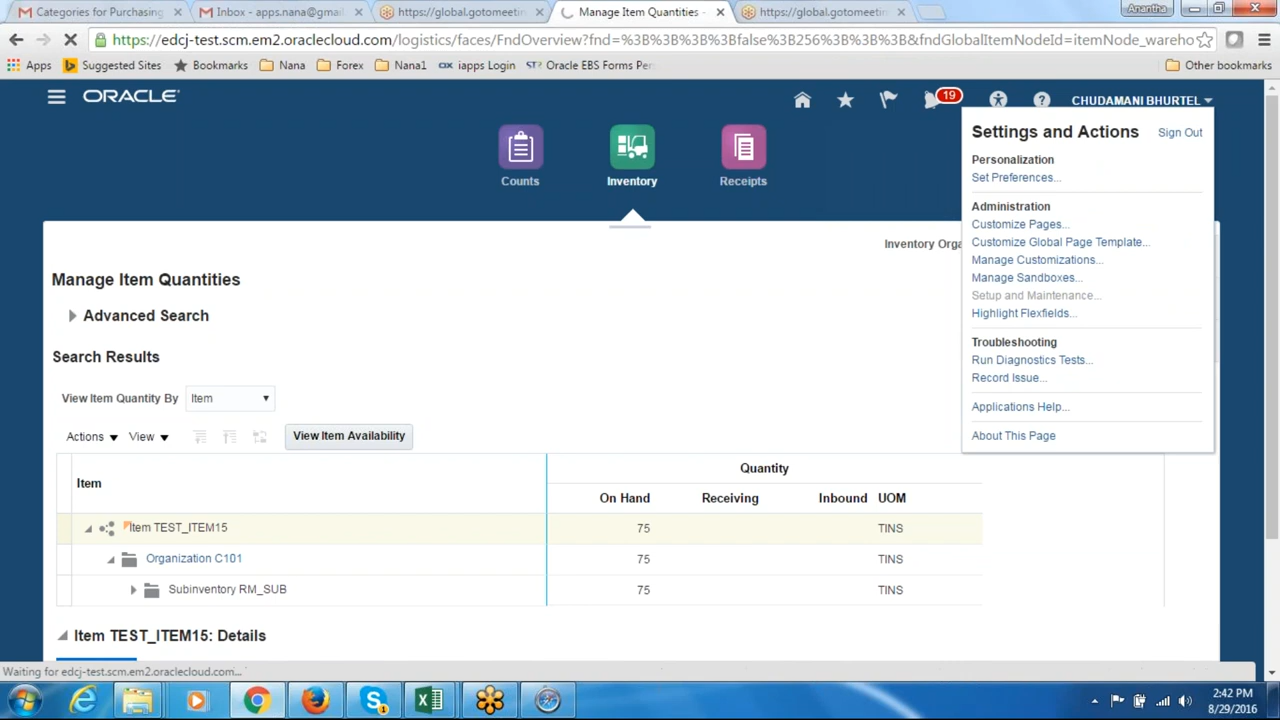 Categories for Purchasing
Inbox - apps.nana@gmai
https://global.gotomeetin
Manage Item Quantities -
https://global.gotomeetin
Anantha
https://edcj-test.scm.em2.oraclecloud.com/logistics/faces/FndOverview?fnd=%3B%3B%3B%3Bfalse%3B256%3B%3B%3B&fndGlobalItemNodeId=itemNode_wareho
Apps
Suggested Sites
Bookmarks
Nana
Forex
Nana1
iapps Login
Oracle EBS Forms Per
Other bookmarks
ORACLE
19
CHUDAMANI BHURTEL
Counts
Inventory
Receipts
Settings and Actions
Sign Out
Personalization
Set Preferences...
Administration
Customize Pages...
Customize Global Page Template...
Manage Customizations...
Manage Sandboxes...
Setup and Maintenance...
Highlight Flexfields...
Troubleshooting
Run Diagnostics Tests...
Record Issue...
Applications Help...
About This Page
Inventory Orga
Manage Item Quantities
Advanced Search
Search Results
View Item Quantity By Item
Actions View View Item Availability
Item
Quantity
On Hand Receiving Inbound UOM
Item TEST_ITEM15 75 TINS
Organization C101 75 TINS
Subinventory RM_SUB 75 TINS
Item TEST_ITEM15: Details
Waiting for edcj-test.scm.em2.oraclecloud.com...
2:42 PM
8/29/2016